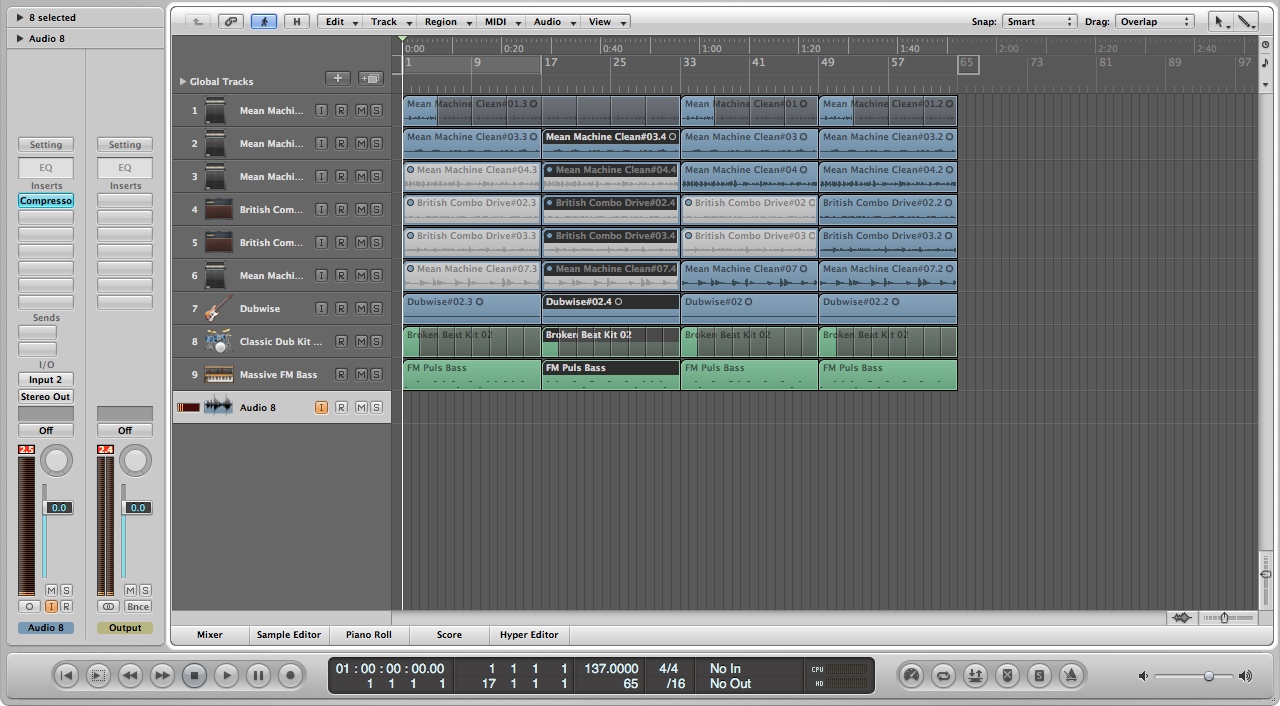 8 selected
Audio 8
H Edit Track Region MIDI Audio View Snap: Smart Drag: Overlap
0:00 0:20 0:40 1:00 1:20 1:40 2:00 2:20 2:40
1 9 17 25 33 41 49 57 65 73 81 89 97
Global Tracks
1 Mean Machi... I R M S Mean Machine Clean#01.3 Mean Machine Clean#01 Mean Machine Clean#01.2
2 Mean Machi... I R M S Mean Machine Clean#03.3 Mean Machine Clean#03.4 Mean Machine Clean#03 Mean Machine Clean#03.2
3 Mean Machi... I R M S Mean Machine Clean#04.3 Mean Machine Clean#04.4 Mean Machine Clean#04 Mean Machine Clean#04.2
4 British Com... I R M S British Combo Drive#02.3 British Combo Drive#02.4 British Combo Drive#02 British Combo Drive#02.2
5 British Com... I R M S British Combo Drive#03.3 British Combo Drive#03.4 British Combo Drive#03 British Combo Drive#03.2
6 Mean Machi... I R M S Mean Machine Clean#07.3 Mean Machine Clean#07.4 Mean Machine Clean#07 Mean Machine Clean#07.2
7 Dubwise I R M S Dubwise#02.3 Dubwise#02.4 Dubwise#02 Dubwise#02.2
8 Classic Dub Kit ... R M S Broken Beat Kit 02 Broken Beat Kit 02 Broken Beat Kit 02 Broken Beat Kit 02
9 Massive FM Bass R M S FM Puls Bass FM Puls Bass FM Puls Bass FM Puls Bass
Audio 8 I R M S
Setting Setting
EQ EQ
Inserts Inserts
Compresso
Sends
I/O
Input 2
Stereo Out
Off Off
2.5 2.4
0.0 0.0
M S M S
I R Bnce
Audio 8 Output
Mixer Sample Editor Piano Roll Score Hyper Editor
01 : 00 : 00 : 00.00 1 1 1 1 137.0000 4/4 No In CPU
1 1 1 1 17 1 1 1 65 /16 No Out HD
S